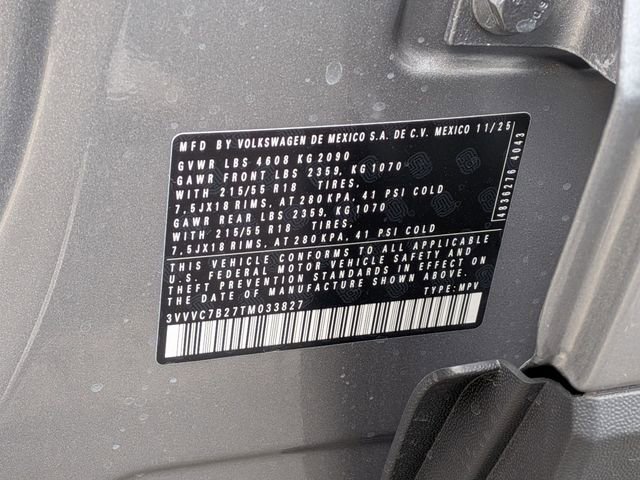 MFD BY VOLKSWAGEN DE MEXICO S.A. DE C.V. MEXICO 11/25
GVWR LBS 4608 KG 2090
GAWR FRONT LBS 2359, KG 1070
WITH 215/55 R18 TIRES,
7,5JX18 RIMS, AT 280 KPA, 41 PSI COLD
GAWR REAR LBS 2359, KG 1070
WITH 215/55 R18 TIRES,
7,5JX18 RIMS, AT 280 KPA, 41 PSI COLD
THIS VEHICLE CONFORMS TO ALL APPLICABLE
U.S. FEDERAL MOTOR VEHICLE SAFETY AND
THEFT PREVENTION STANDARDS IN EFFECT ON
THE DATE OF MANUFACTURE SHOWN ABOVE.
3VVVC7B27TM033827 TYPE: MPV
4836276 4043